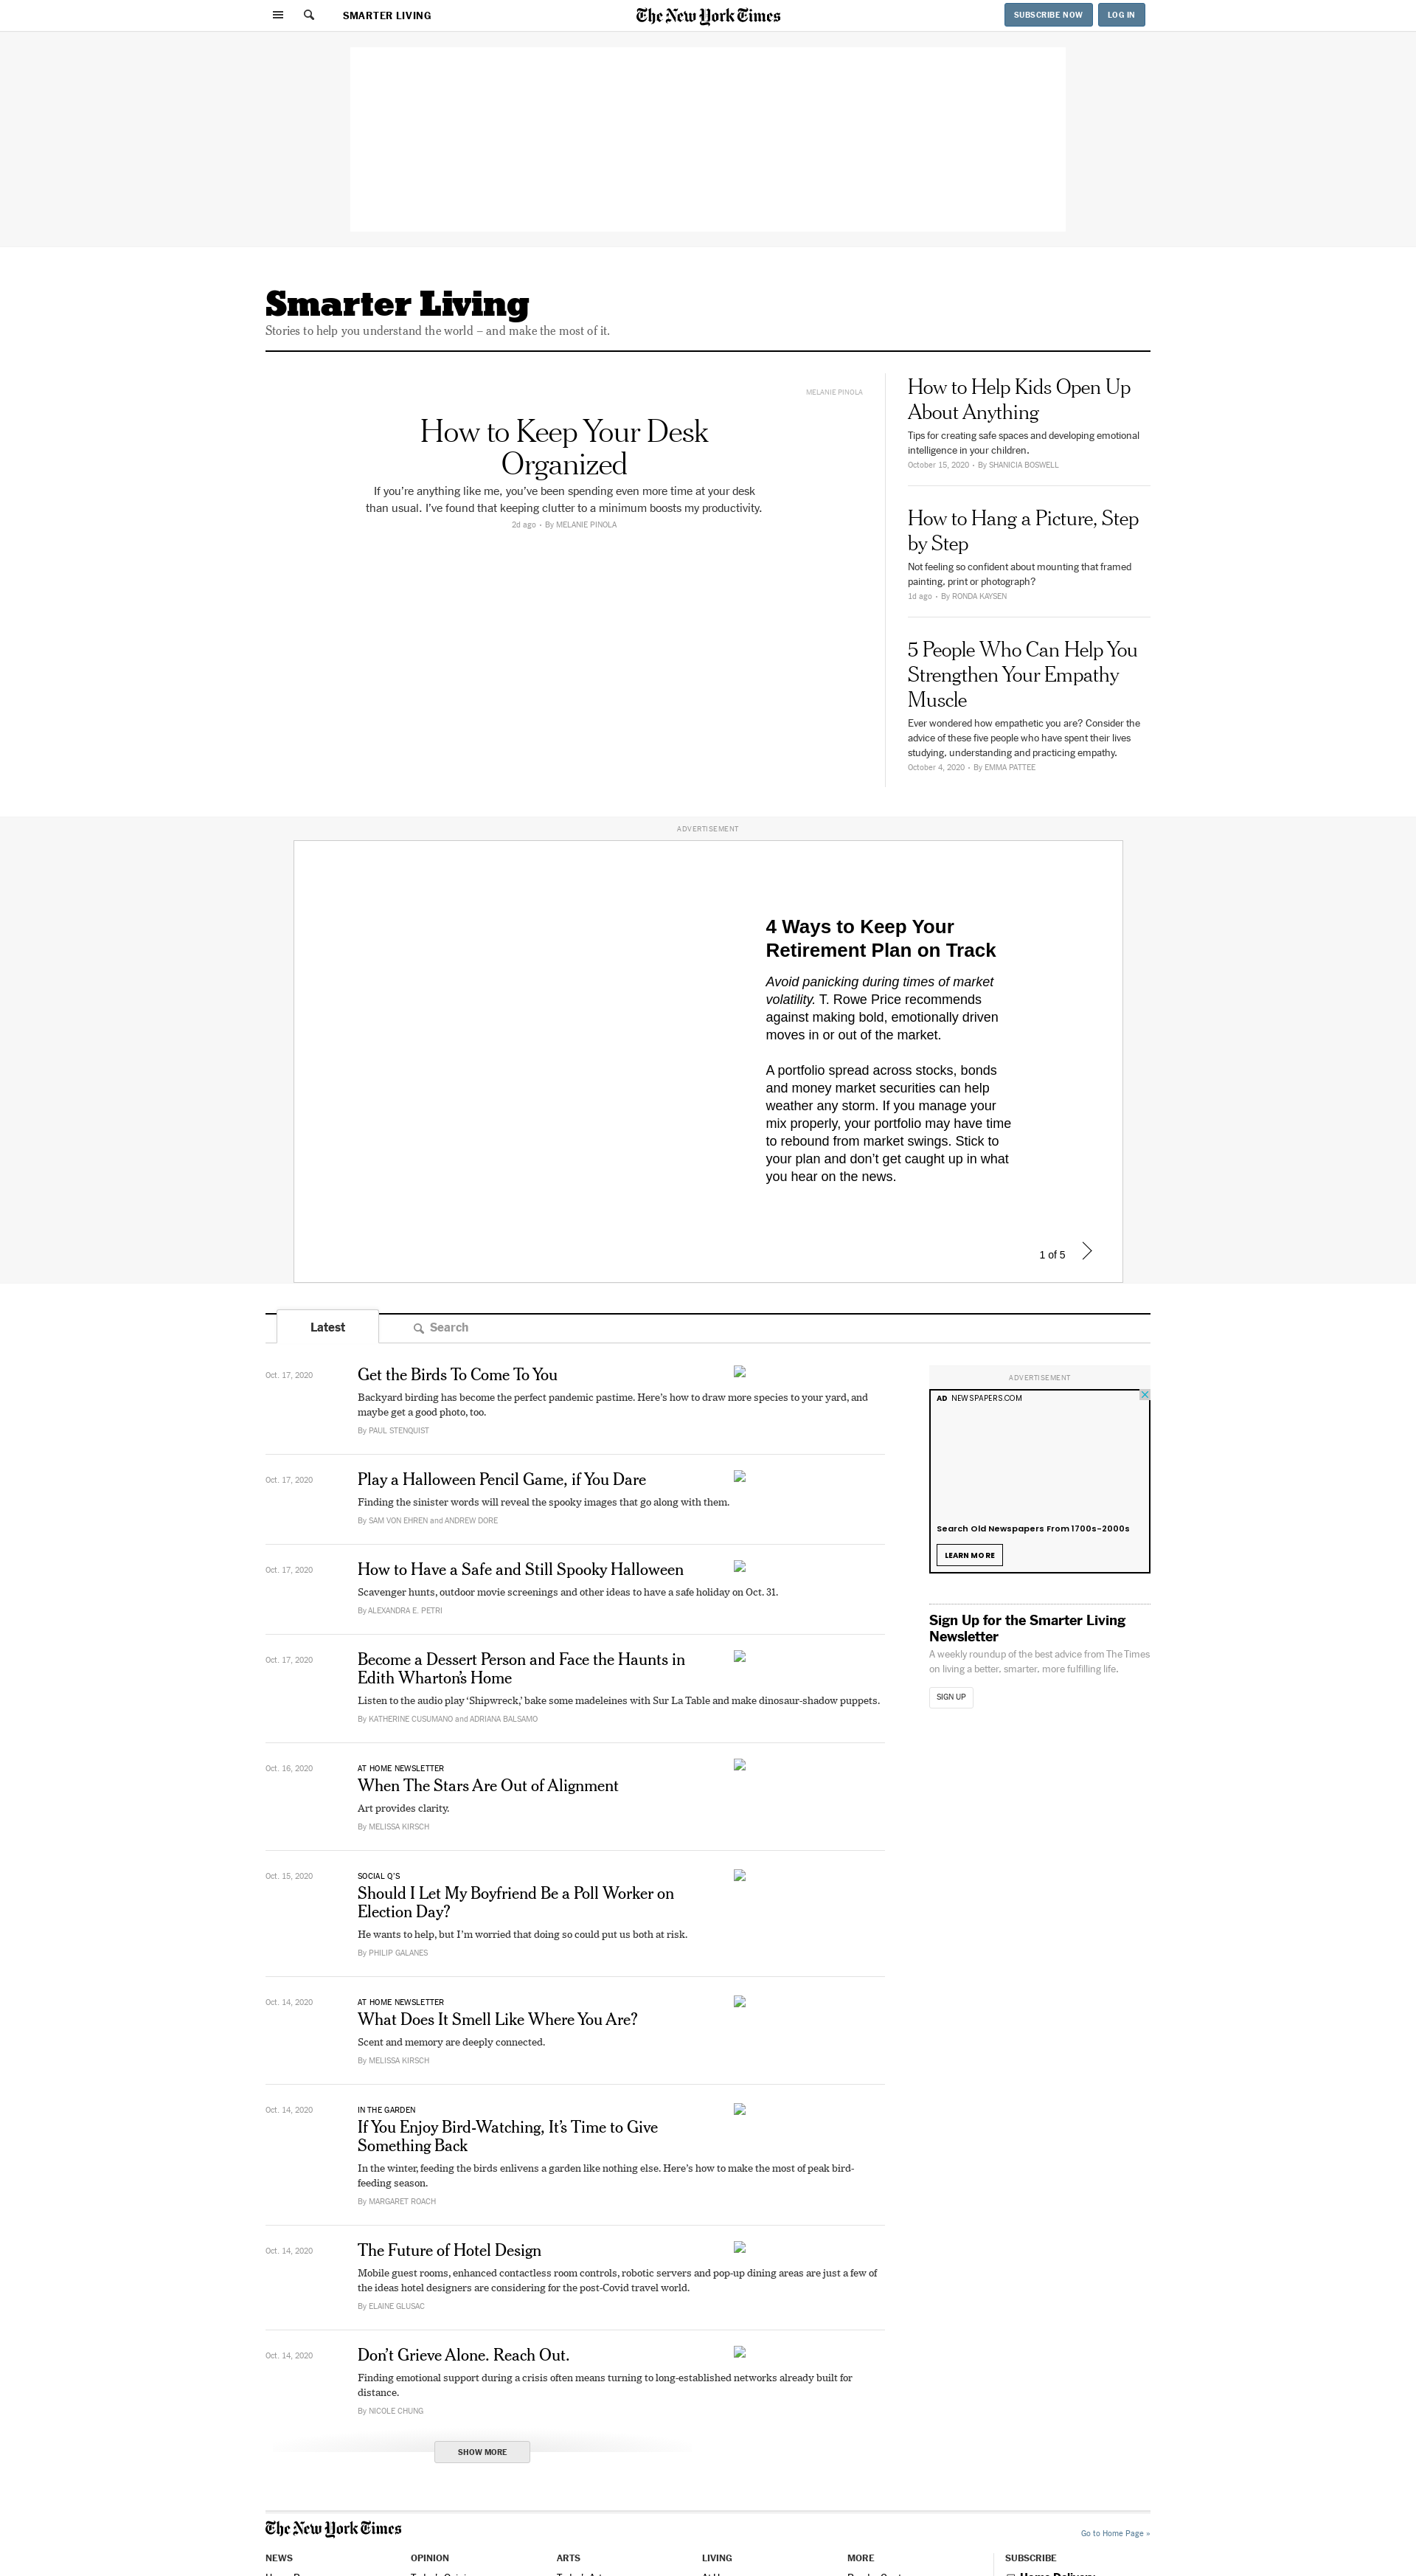 SMARTER LIVING
The New York Times
SUBSCRIBE NOW
LOG IN
Smarter Living
Stories to help you understand the world – and make the most of it.
MELANIE PINOLA
How to Keep Your Desk
Organized
If you’re anything like me, you’ve been spending even more time at your desk
than usual. I’ve found that keeping clutter to a minimum boosts my productivity.
2d ago • By MELANIE PINOLA
How to Help Kids Open Up
About Anything
Tips for creating safe spaces and developing emotional
intelligence in your children.
October 15, 2020 • By SHANICIA BOSWELL
How to Hang a Picture, Step
by Step
Not feeling so confident about mounting that framed
painting, print or photograph?
1d ago • By RONDA KAYSEN
5 People Who Can Help You
Strengthen Your Empathy
Muscle
Ever wondered how empathetic you are? Consider the
advice of these five people who have spent their lives
studying, understanding and practicing empathy.
October 4, 2020 • By EMMA PATTEE
ADVERTISEMENT
4 Ways to Keep Your
Retirement Plan on Track
Avoid panicking during times of market
volatility. T. Rowe Price recommends
against making bold, emotionally driven
moves in or out of the market.
A portfolio spread across stocks, bonds
and money market securities can help
weather any storm. If you manage your
mix properly, your portfolio may have time
to rebound from market swings. Stick to
your plan and don’t get caught up in what
you hear on the news.
1 of 5
Latest
Search
Oct. 17, 2020
Get the Birds To Come To You
Backyard birding has become the perfect pandemic pastime. Here’s how to draw more species to your yard, and
maybe get a good photo, too.
By PAUL STENQUIST
Oct. 17, 2020
Play a Halloween Pencil Game, if You Dare
Finding the sinister words will reveal the spooky images that go along with them.
By SAM VON EHREN and ANDREW DORE
Oct. 17, 2020
How to Have a Safe and Still Spooky Halloween
Scavenger hunts, outdoor movie screenings and other ideas to have a safe holiday on Oct. 31.
By ALEXANDRA E. PETRI
Oct. 17, 2020
Become a Dessert Person and Face the Haunts in
Edith Wharton’s Home
Listen to the audio play ‘Shipwreck,’ bake some madeleines with Sur La Table and make dinosaur-shadow puppets.
By KATHERINE CUSUMANO and ADRIANA BALSAMO
Oct. 16, 2020
AT HOME NEWSLETTER
When The Stars Are Out of Alignment
Art provides clarity.
By MELISSA KIRSCH
Oct. 15, 2020
SOCIAL Q’S
Should I Let My Boyfriend Be a Poll Worker on
Election Day?
He wants to help, but I’m worried that doing so could put us both at risk.
By PHILIP GALANES
Oct. 14, 2020
AT HOME NEWSLETTER
What Does It Smell Like Where You Are?
Scent and memory are deeply connected.
By MELISSA KIRSCH
Oct. 14, 2020
IN THE GARDEN
If You Enjoy Bird-Watching, It’s Time to Give
Something Back
In the winter, feeding the birds enlivens a garden like nothing else. Here’s how to make the most of peak bird-
feeding season.
By MARGARET ROACH
Oct. 14, 2020
The Future of Hotel Design
Mobile guest rooms, enhanced contactless room controls, robotic servers and pop-up dining areas are just a few of
the ideas hotel designers are considering for the post-Covid travel world.
By ELAINE GLUSAC
Oct. 14, 2020
Don’t Grieve Alone. Reach Out.
Finding emotional support during a crisis often means turning to long-established networks already built for
distance.
By NICOLE CHUNG
SHOW MORE
ADVERTISEMENT
AD NEWSPAPERS.COM
Search Old Newspapers From 1700s-2000s
LEARN MORE
Sign Up for the Smarter Living
Newsletter
A weekly roundup of the best advice from The Times
on living a better, smarter, more fulfilling life.
SIGN UP
The New York Times
Go to Home Page »
NEWS
OPINION
ARTS
LIVING
MORE
SUBSCRIBE